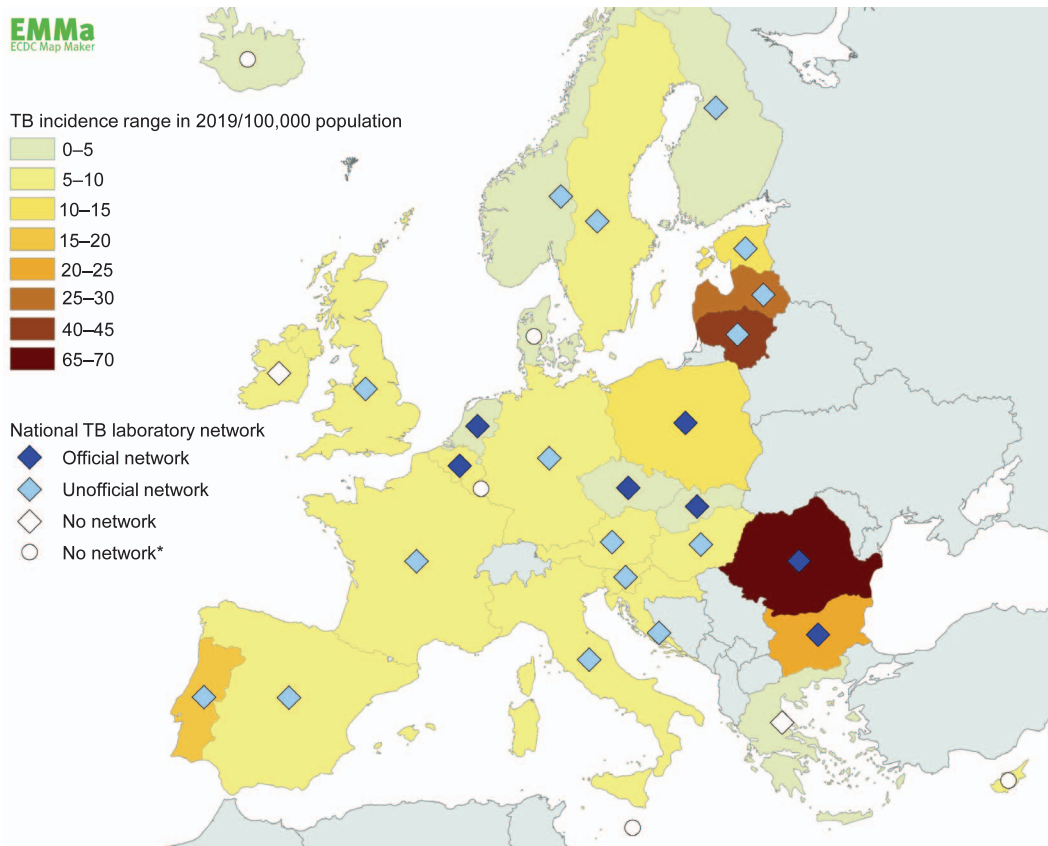 EMMa
ECDC Map Maker
TB incidence range in 2019/100,000 population
0–5
5–10
10–15
15–20
20–25
25–30
40–45
65–70
National TB laboratory network
Official network
Unofficial network
No network
No network*